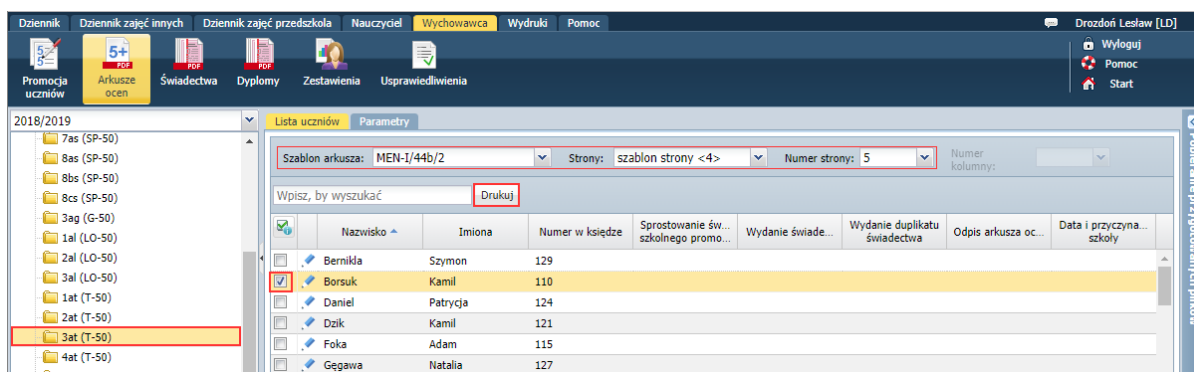 Dziennik Dziennik zajęć innych Dziennik zajęć przedszkola Nauczyciel Wychowawca Wydruki Pomoc Drozdoń Lesław [LD]
5 5+ PDF PDF PDF
Promocja uczniów Arkusze ocen Świadectwa Dyplomy Zestawienia Usprawiedliwienia
Wyloguj
Pomoc
Start
2018/2019
7as (SP-50)
8as (SP-50)
8bs (SP-50)
8cs (SP-50)
3ag (G-50)
1al (LO-50)
2al (LO-50)
3al (LO-50)
1at (T-50)
2at (T-50)
3at (T-50)
4at (T-50)
Lista uczniów Parametry
Szablon arkusza: MEN-I/44b/2 Strony: szablon strony <4> Numer strony: 5 Numer kolumny:
Wpisz, by wyszukać Drukuj
Nazwisko Imiona Numer w księdze Sprostowanie św... szkolnego promo... Wydanie świade... Wydanie duplikatu świadectwa Odpis arkusza oc... Data i przyczyna... szkoły
Bernikla Szymon 129
Borsuk Kamil 110
Daniel Patrycja 124
Dzik Kamil 121
Foka Adam 115
Gęgawa Natalia 127